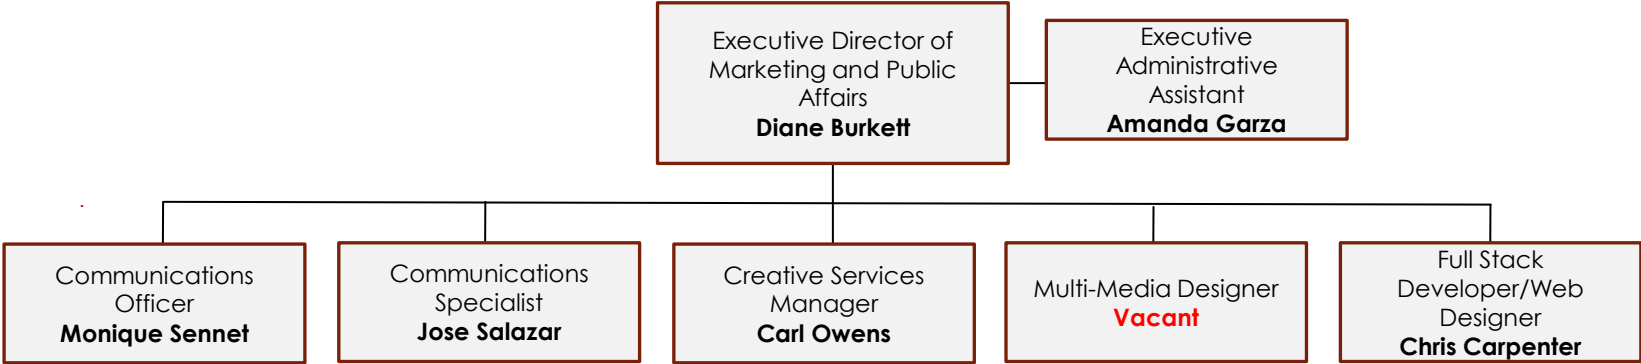 Executive Director of
Marketing and Public
Affairs
Diane Burkett
Executive
Administrative
Assistant
Amanda Garza
Communications
Officer
Monique Sennet
Communications
Specialist
Jose Salazar
Creative Services
Manager
Carl Owens
Multi-Media Designer
Vacant
Full Stack
Developer/Web
Designer
Chris Carpenter